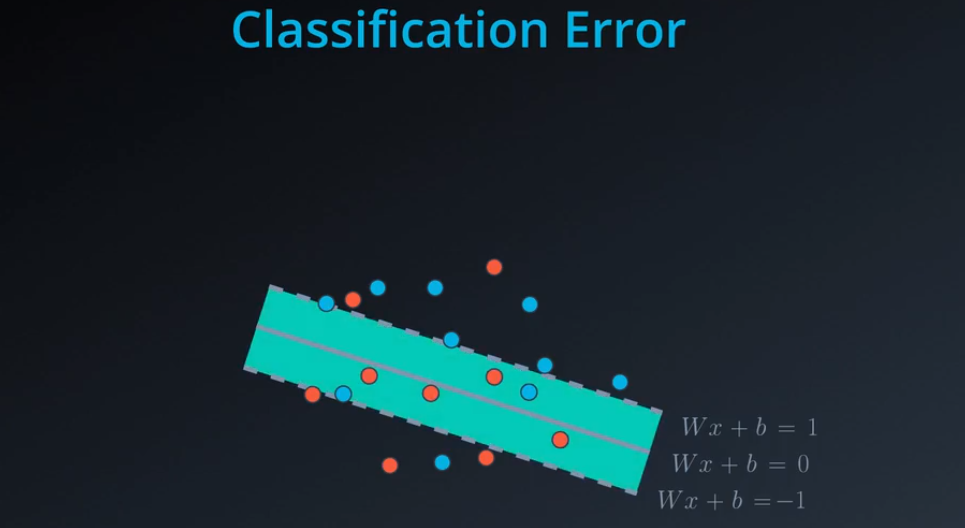 Classification Error
Wx + b = 1
Wx + b = 0
Wx + b =−1